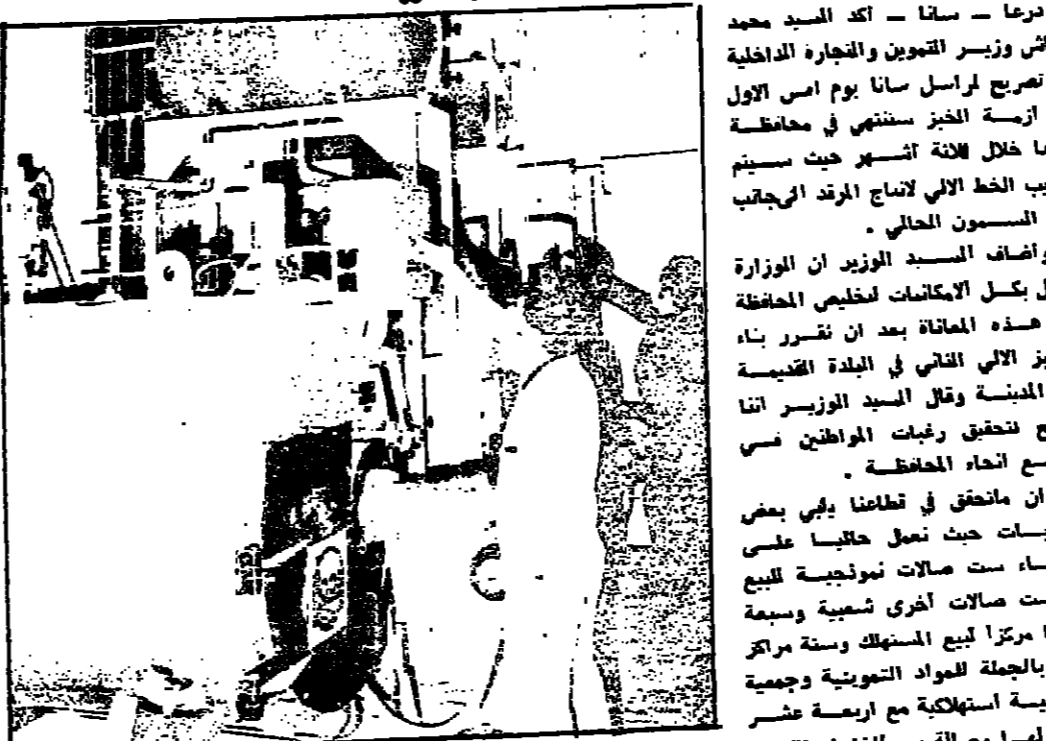 درعا — سانا — أكد السيد محمد
وزير التموين والتجارة الداخلية
تصريح لمراسل سانا يوم امس الاول
ازمة الخبز ستنتهي في محافظة
خلال ثلاثة أشهر حيث سيتم
الخط الالي لانتاج المرقد الى جانب
السمون الحالي .
وأضاف السيد الوزير ان الوزارة
بكل الامكانيات لتخليص المحافظة
هذه المعاناة بعد ان تقرر بناء
الالي الثاني في البلدة القديمة
المدينة وقال السيد الوزير اننا
لتحقيق رغبات المواطنين في
انحاء المحافظة .
ان ماتحقق في قطاعنا يلبي بعض
حيث نعمل حاليا على
ست صالات نموذجية للبيع
صالات أخرى شعبية وسبعة
مركزا لبيع المستهلك وستة مراكز
بالجملة للمواد التموينية وجمعية
استهلاكية مع اربعة عشر